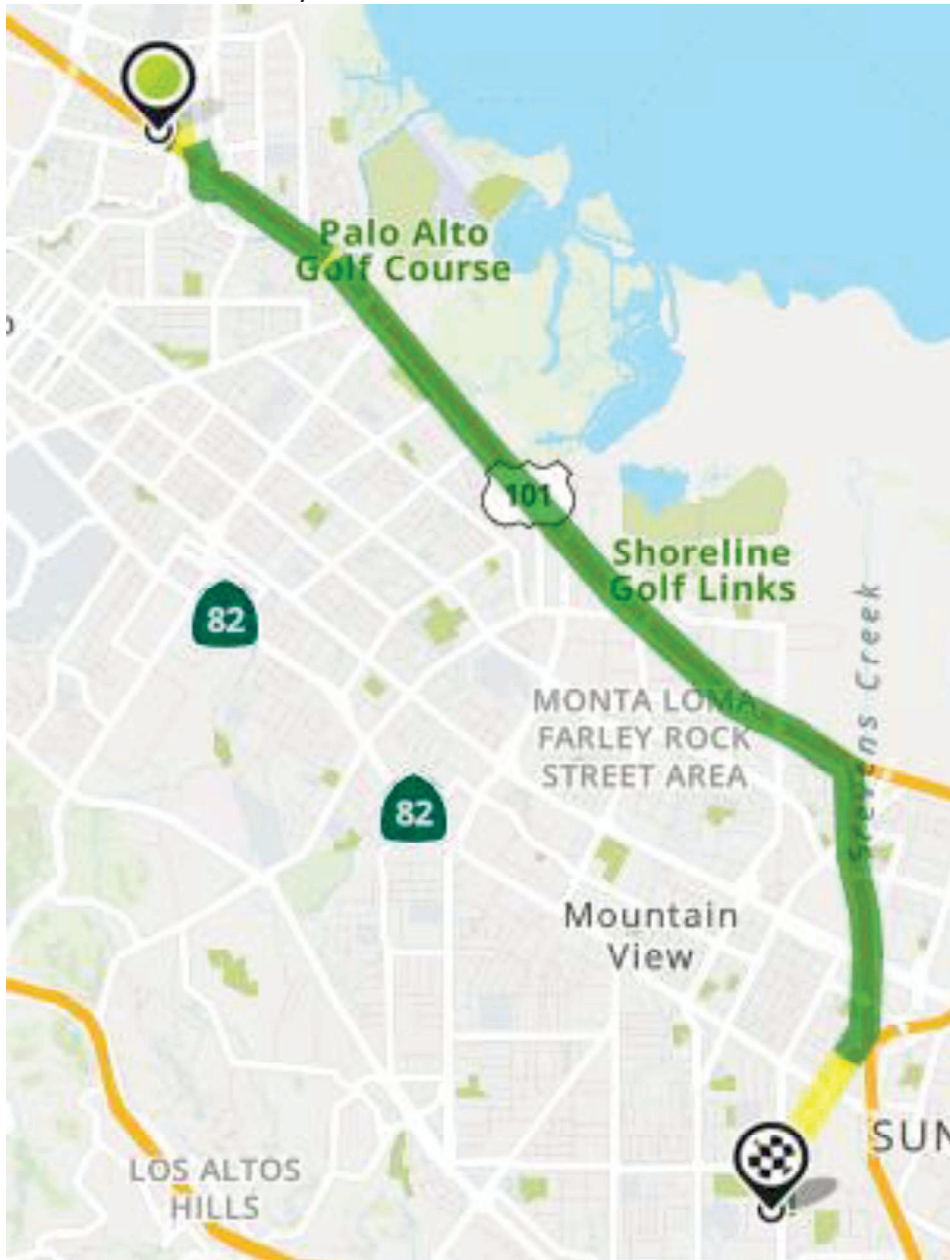 Palo Alto
Golf Course
101
Shoreline
Golf Links
82
Stevens Creek
MONTA LOMA
FARLEY ROCK
STREET AREA
82
Mountain
View
SUN
LOS ALTOS
HILLS